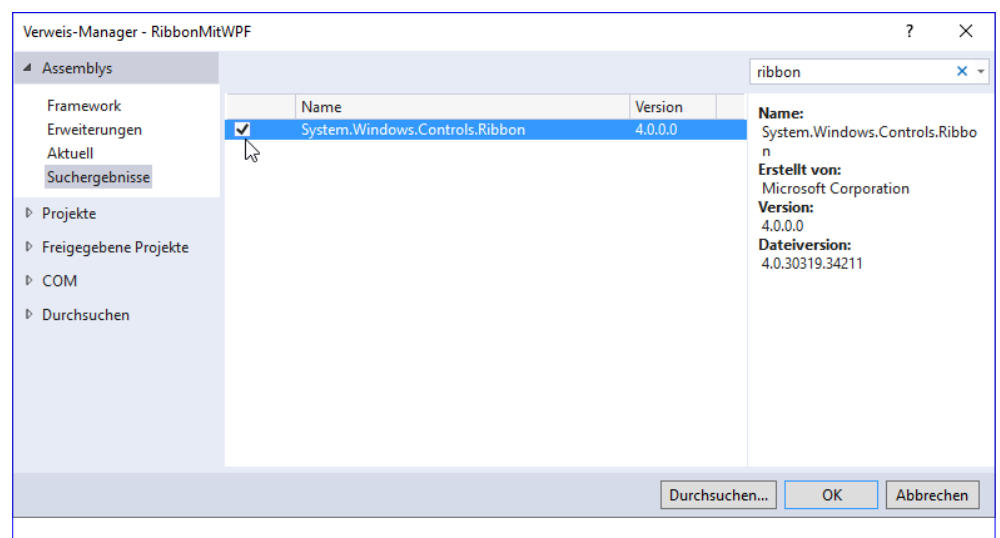 Verweis-Manager - RibbonMitWPF
?
Assemblys
ribbon
Framework
Erweiterungen
Aktuell
Suchergebnisse
Projekte
Freigegebene Projekte
COM
Durchsuchen
Name Version
System.Windows.Controls.Ribbon 4.0.0.0
Name:
System.Windows.Controls.Ribbo
n
Erstellt von:
Microsoft Corporation
Version:
4.0.0.0
Dateiversion:
4.0.30319.34211
Durchsuchen... OK Abbrechen